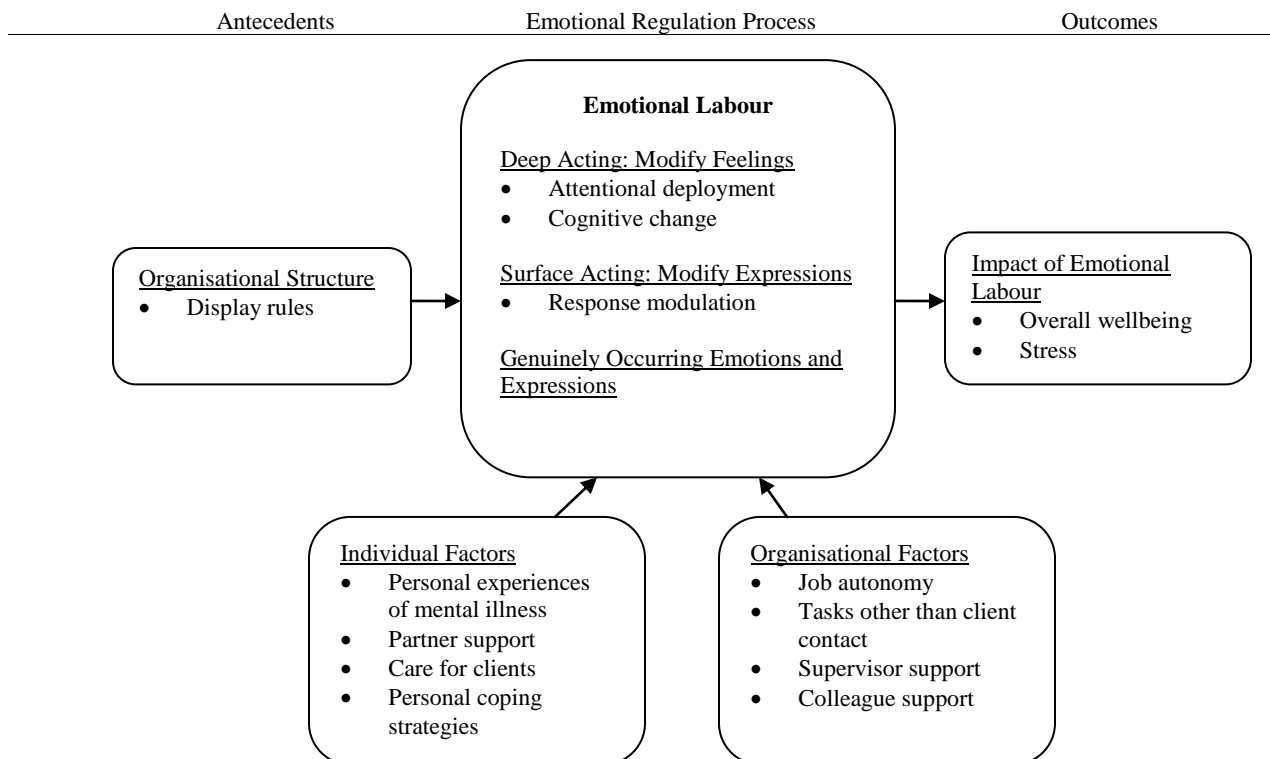 Antecedents
Emotional Regulation Process
Outcomes
Emotional Labour
Deep Acting: Modify Feelings
• Attentional deployment
• Cognitive change
Surface Acting: Modify Expressions
• Response modulation
Genuinely Occurring Emotions and
Expressions
Organisational Structure
• Display rules
Impact of Emotional
Labour
• Overall wellbeing
• Stress
Individual Factors
• Personal experiences
of mental illness
• Partner support
• Care for clients
• Personal coping
strategies
Organisational Factors
• Job autonomy
• Tasks other than client
contact
• Supervisor support
• Colleague support